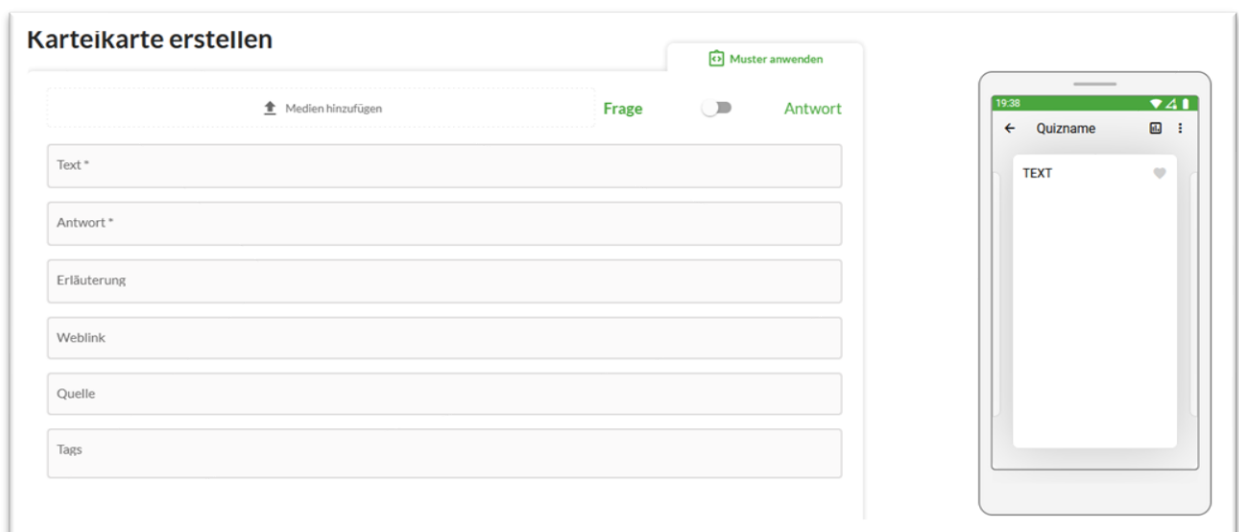 Karteikarte erstellen
Muster anwenden
Medien hinzufügen
Frage
Antwort
Text *
Antwort *
Erläuterung
Weblink
Quelle
Tags
19:38
Quizname
TEXT